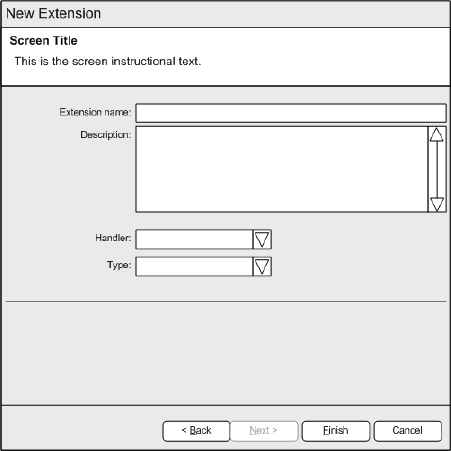 New Extension
Screen Title
This is the screen instructional text.
Extension name:
Description:
Handler:
Type:
< Back Next > Finish Cancel